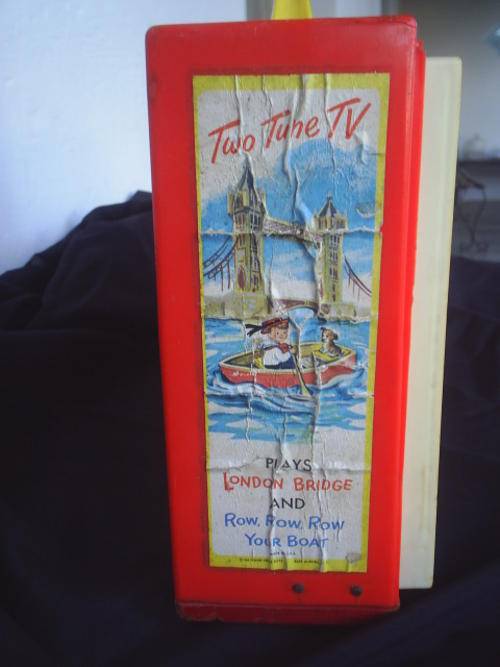 Two Tune TV
PLAYS
LONDON BRIDGE
AND
ROW, ROW, ROW
YOUR BOAT